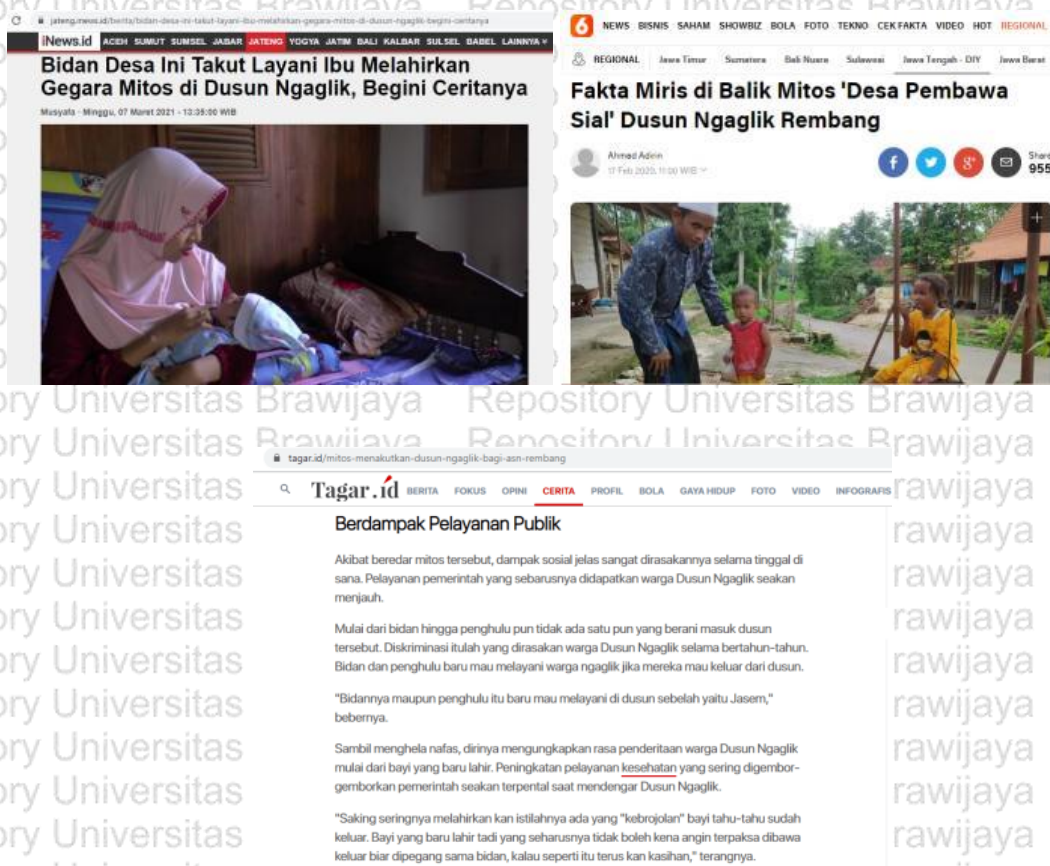 jateng.inews.id/berita/bidan-desa-ini-takut-layani-ibu-melahirkan-gegara-mitos-di-dusun-ngaglik-begini-ceritanya
iNews.id ACEH SUMUT SUMSEL JABAR JATENG YOGYA JATIM BALI KALBAR SULSEL BABEL LAINNYA
Bidan Desa Ini Takut Layani Ibu Melahirkan
Gegara Mitos di Dusun Ngaglik, Begini Ceritanya
Musyafa - Minggu, 07 Maret 2021 - 13:35:00 WIB
6 NEWS BISNIS SAHAM SHOWBIZ BOLA FOTO TEKNO CEK FAKTA VIDEO HOT REGIONAL
REGIONAL Jawa Timur Sumatera Bali Nusra Sulawesi Jawa Tengah - DIY Jawa Barat
Fakta Miris di Balik Mitos 'Desa Pembawa
Sial' Dusun Ngaglik Rembang
Ahmad Adirin
17 Feb 2020, 11:00 WIB
Share
955
ory Universitas Brawijaya Repository Universitas Brawijaya
ory Universitas Brawijaya Repository Universitas Brawijaya
tagar.id/mitos-menakutkan-dusun-ngaglik-bagi-asn-rembang
Tagar.id BERITA FOKUS OPINI CERITA PROFIL BOLA GAYA HIDUP FOTO VIDEO INFOGRAFIS
Berdampak Pelayanan Publik
Akibat beredar mitos tersebut, dampak sosial jelas sangat dirasakannya selama tinggal di
sana. Pelayanan pemerintah yang sebarusnya didapatkan warga Dusun Ngaglik seakan
menjauh.
Mulai dari bidan hingga penghulu pun tidak ada satu pun yang berani masuk dusun
tersebut. Diskriminasi itulah yang dirasakan warga Dusun Ngaglik selama bertahun-tahun.
Bidan dan penghulu baru mau melayani warga ngaglik jika mereka mau keluar dari dusun.
"Bidannya maupun penghulu itu baru mau melayani di dusun sebelah yaitu Jasem,"
bebernya.
Sambil menghela nafas, dirinya mengungkapkan rasa penderitaan warga Dusun Ngaglik
mulai dari bayi yang baru lahir. Peningkatan pelayanan kesehatan yang sering digembor-
gemborkan pemerintah seakan terpental saat mendengar Dusun Ngaglik.
"Saking seringnya melahirkan kan istilahnya ada yang "kebrojolan" bayi tahu-tahu sudah
keluar. Bayi yang baru lahir tadi yang seharusnya tidak boleh kena angin terpaksa dibawa
keluar biar dipegang sama bidan, kalau seperti itu terus kan kasihan," terangnya.